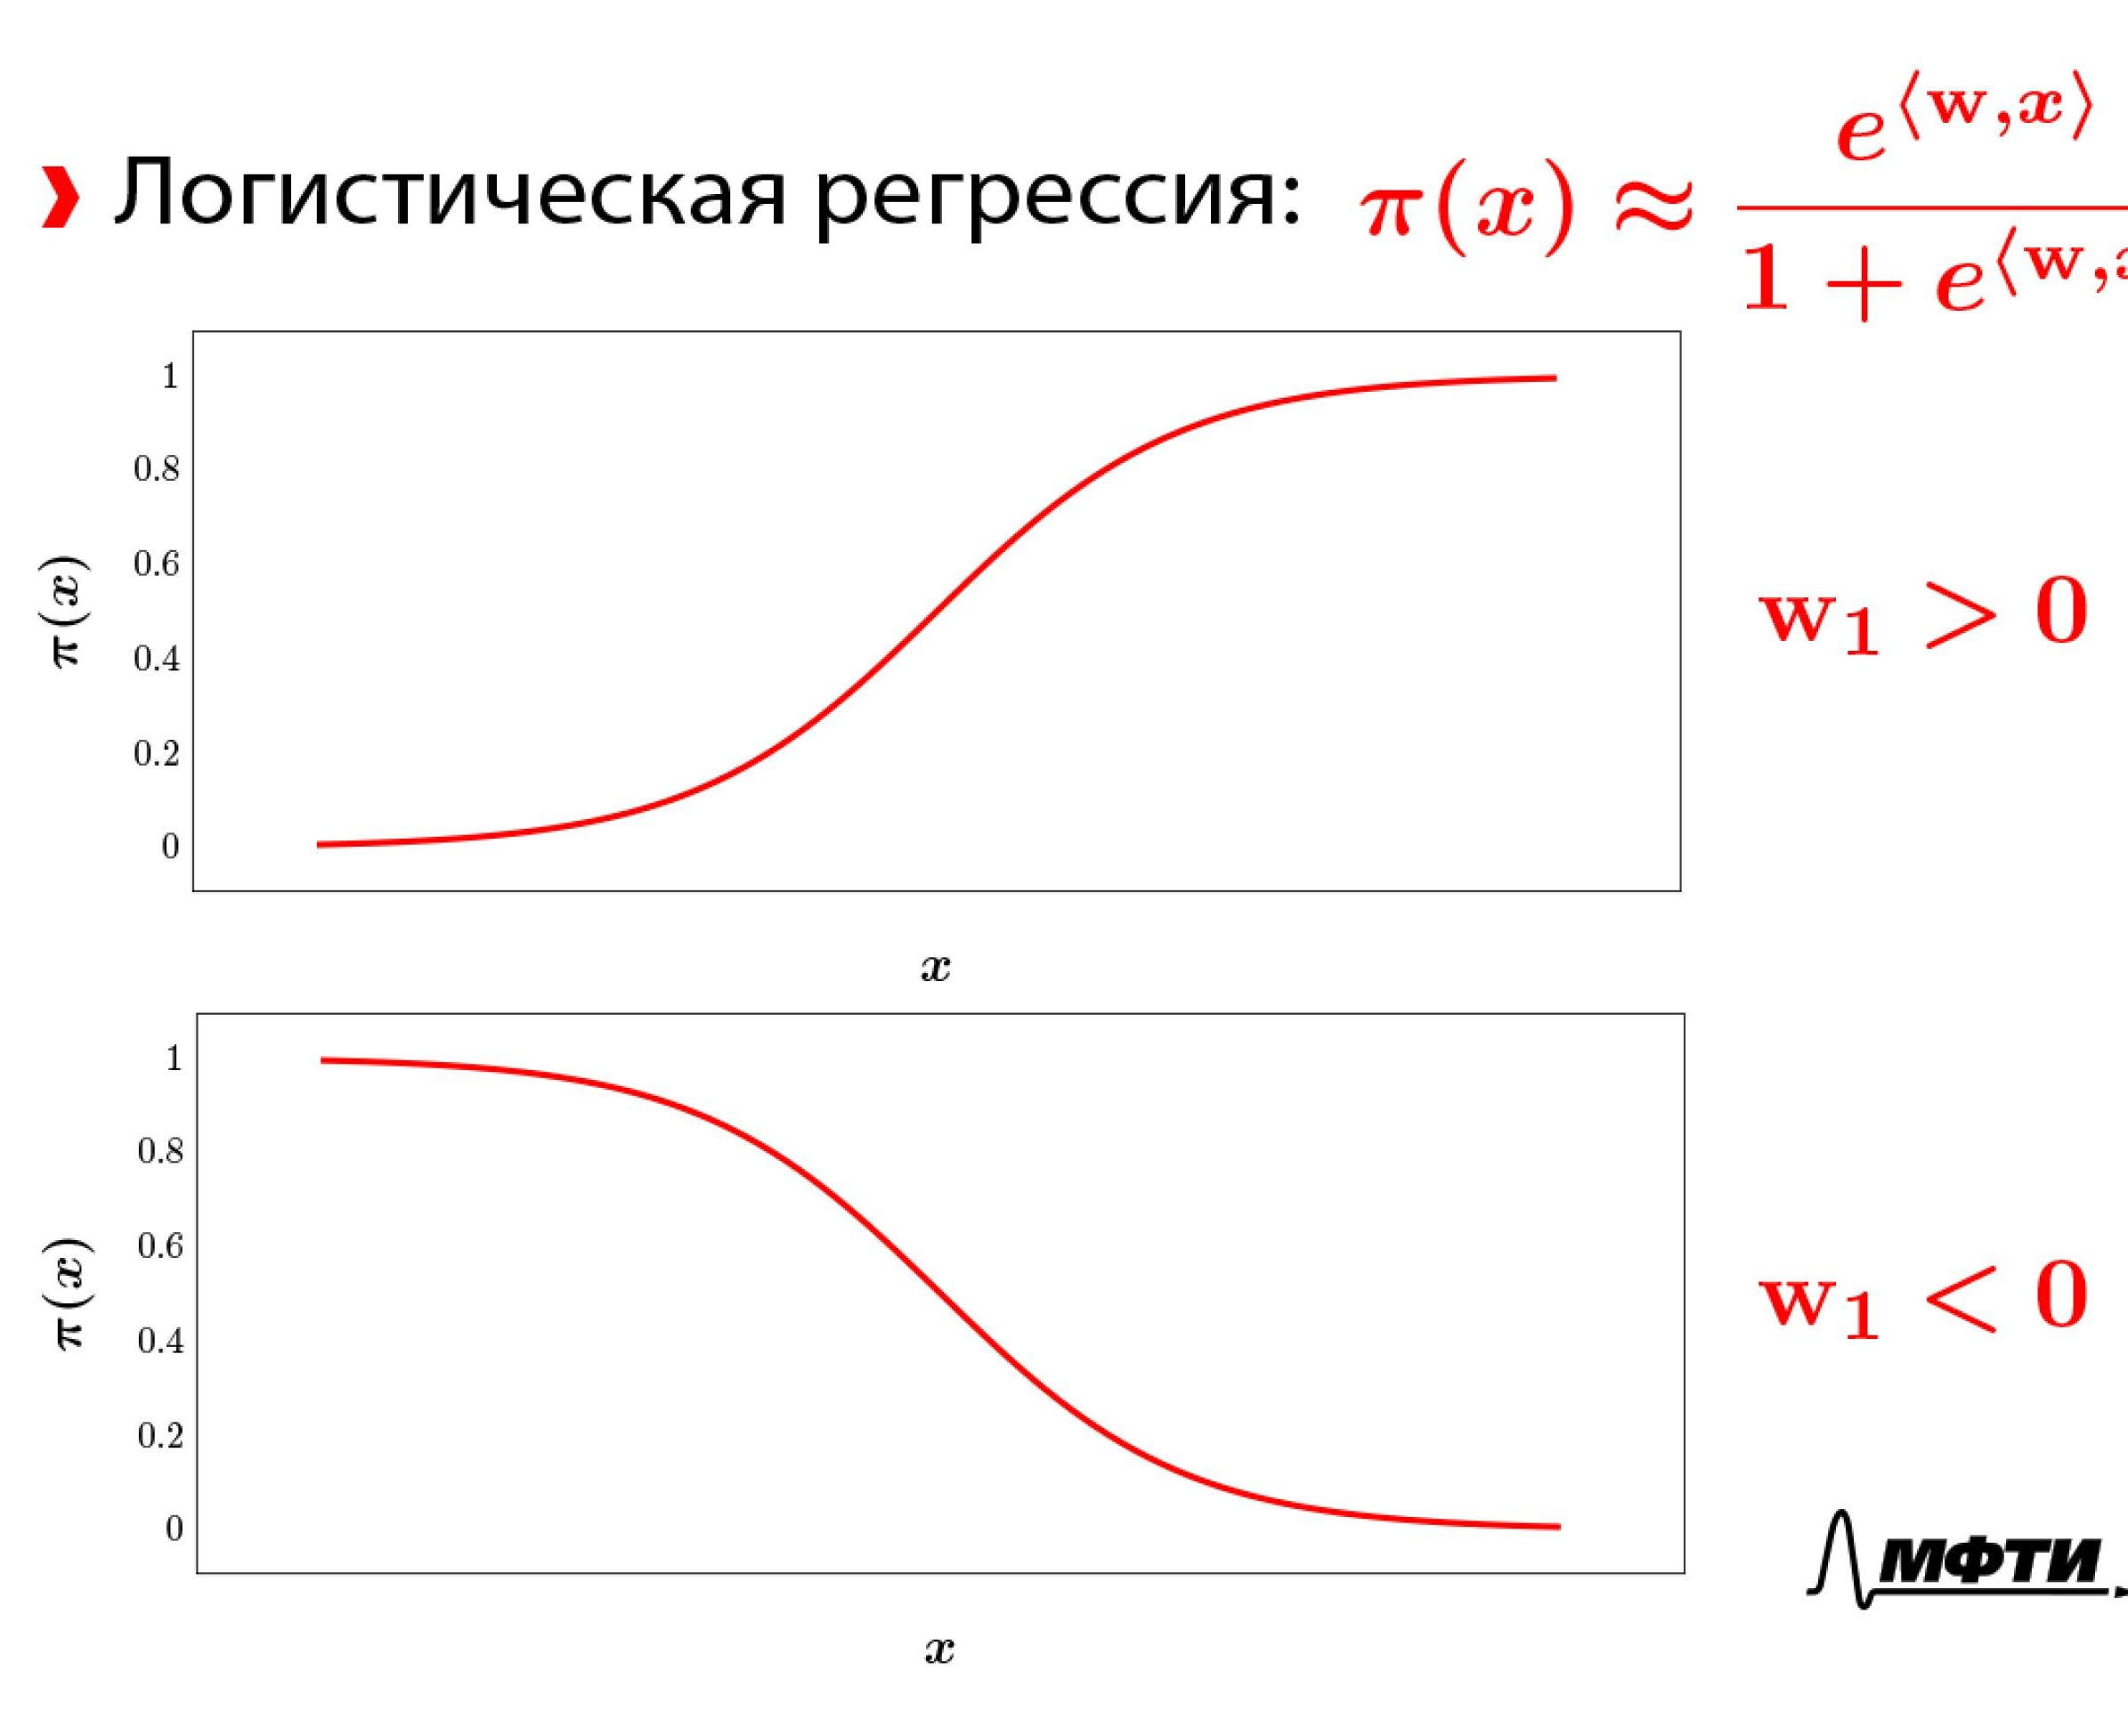 Логистическая регрессия: π(x) ≈ e^⟨w,x⟩ / 1 + e^⟨w,
1
0.8
0.6
0.4
0.2
0
π(x)
x
w₁ > 0
1
0.8
0.6
0.4
0.2
0
π(x)
x
w₁ < 0
МФТИ